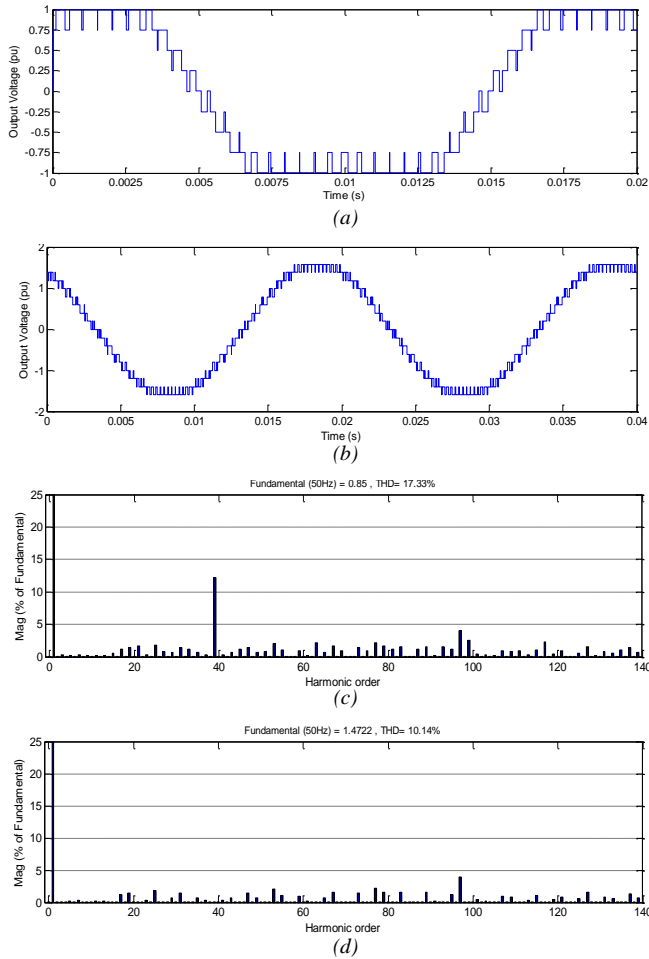 1
0.75
0.5
0.25
0
-0.25
-0.5
-0.75
-1
Output Voltage (pu)
0 0.0025 0.005 0.0075 0.01 0.0125 0.015 0.0175 0.02
Time (s)
(a)
2
1
0
-1
-2
Output Voltage (pu)
0 0.005 0.01 0.015 0.02 0.025 0.03 0.035 0.04
Time (s)
(b)
Fundamental (50Hz) = 0.85 , THD= 17.33%
25
20
15
10
5
0
Mag (% of Fundamental)
0 20 40 60 80 100 120 140
Harmonic order
(c)
Fundamental (50Hz) = 1.4722 , THD= 10.14%
25
20
15
10
5
0
Mag (% of Fundamental)
0 20 40 60 80 100 120 140
Harmonic order
(d)